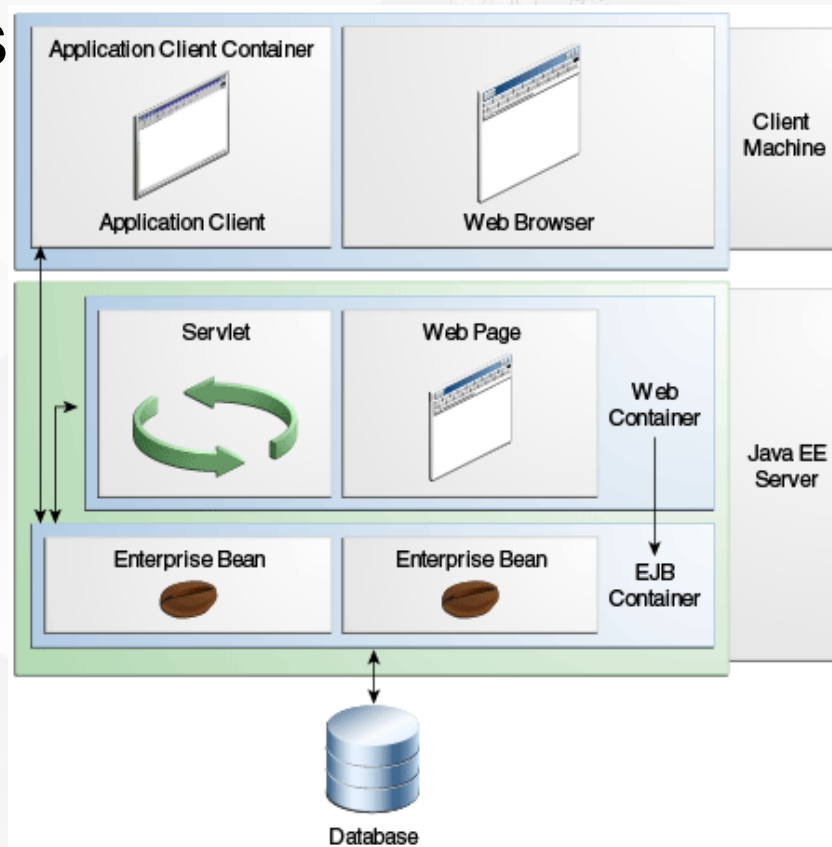 s
Application Client Container
Application Client
Web Browser
Client
Machine
Servlet
Web Page
Web
Container
Java EE
Server
Enterprise Bean
Enterprise Bean
EJB
Container
Database